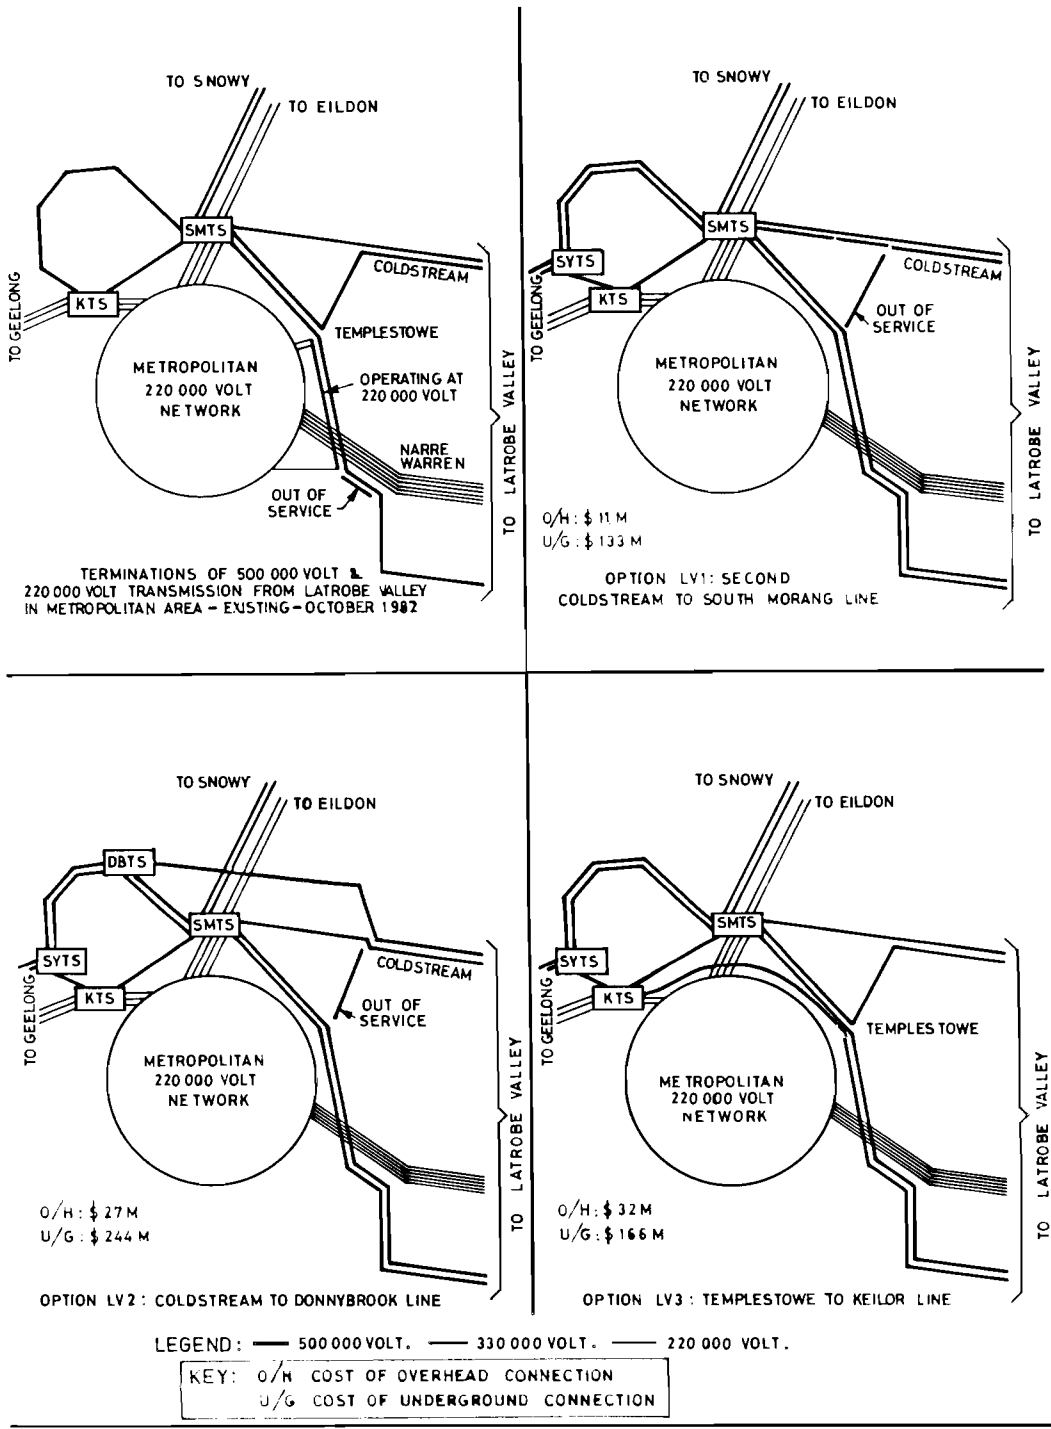 TO SNOWY
TO EILDON
SMTS
COLDSTREAM
KTS
TO GEELONG
TEMPLESTOWE
METROPOLITAN
220 000 VOLT
NETWORK
OPERATING AT
220 000 VOLT
NARRE
WARREN
OUT OF
SERVICE
TO LATROBE VALLEY
TERMINATIONS OF 500 000 VOLT &
220 000 VOLT TRANSMISSION FROM LATROBE VALLEY
IN METROPOLITAN AREA - EXISTING - OCTOBER 1982
TO SNOWY
TO EILDON
SMTS
SYTS
COLDSTREAM
KTS
TO GEELONG
OUT OF
SERVICE
METROPOLITAN
220 000 VOLT
NETWORK
TO LATROBE VALLEY
O/H : $ 11 M
U/G : $ 133 M
OPTION LV1 : SECOND
COLDSTREAM TO SOUTH MORANG LINE
TO SNOWY
TO EILDON
DBTS
SMTS
SYTS
COLDSTREAM
KTS
TO GEELONG
OUT OF
SERVICE
METROPOLITAN
220 000 VOLT
NETWORK
TO LATROBE VALLEY
O/H : $ 27 M
U/G : $ 244 M
OPTION LV2 : COLDSTREAM TO DONNYBROOK LINE
TO SNOWY
TO EILDON
SMTS
SYTS
KTS
TO GEELONG
TEMPLESTOWE
METROPOLITAN
220 000 VOLT
NETWORK
TO LATROBE VALLEY
O/H : $ 32 M
U/G : $ 166 M
OPTION LV3 : TEMPLESTOWE TO KEILOR LINE
LEGEND : 500 000 VOLT. 330 000 VOLT. 220 000 VOLT.
KEY : O/H COST OF OVERHEAD CONNECTION
U/G COST OF UNDERGROUND CONNECTION